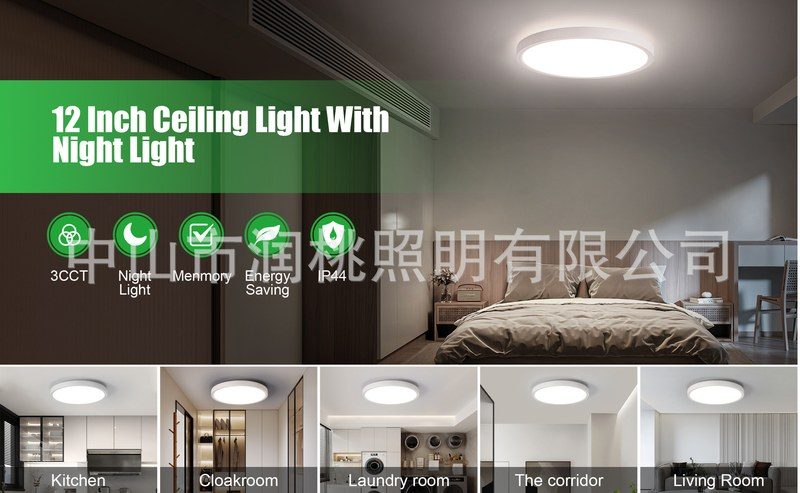 12 Inch Ceiling Light With
Night Light
中山市润桃照明有限公司
3CCT
Night
Light
Menmory
Energy
Saving
IP44
Kitchen
Cloakroom
Laundry room
The corridor
Living Room